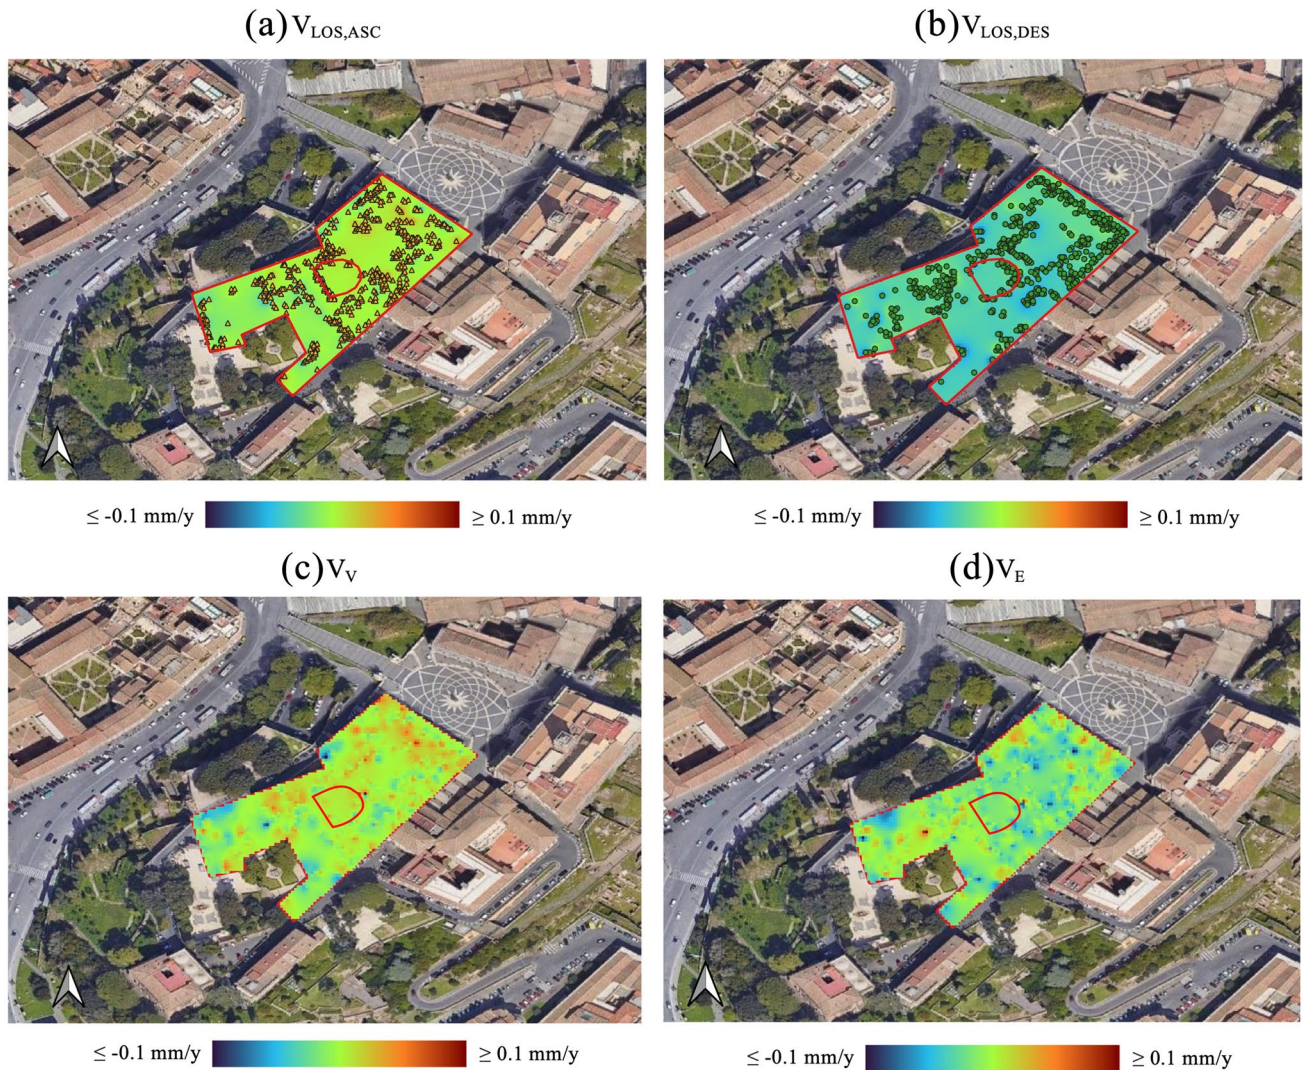 (a) V_LOS,ASC
(b) V_LOS,DES
≤ -0.1 mm/y ≥ 0.1 mm/y
≤ -0.1 mm/y ≥ 0.1 mm/y
(c) V_V
(d) V_E
≤ -0.1 mm/y ≥ 0.1 mm/y
≤ -0.1 mm/y ≥ 0.1 mm/y